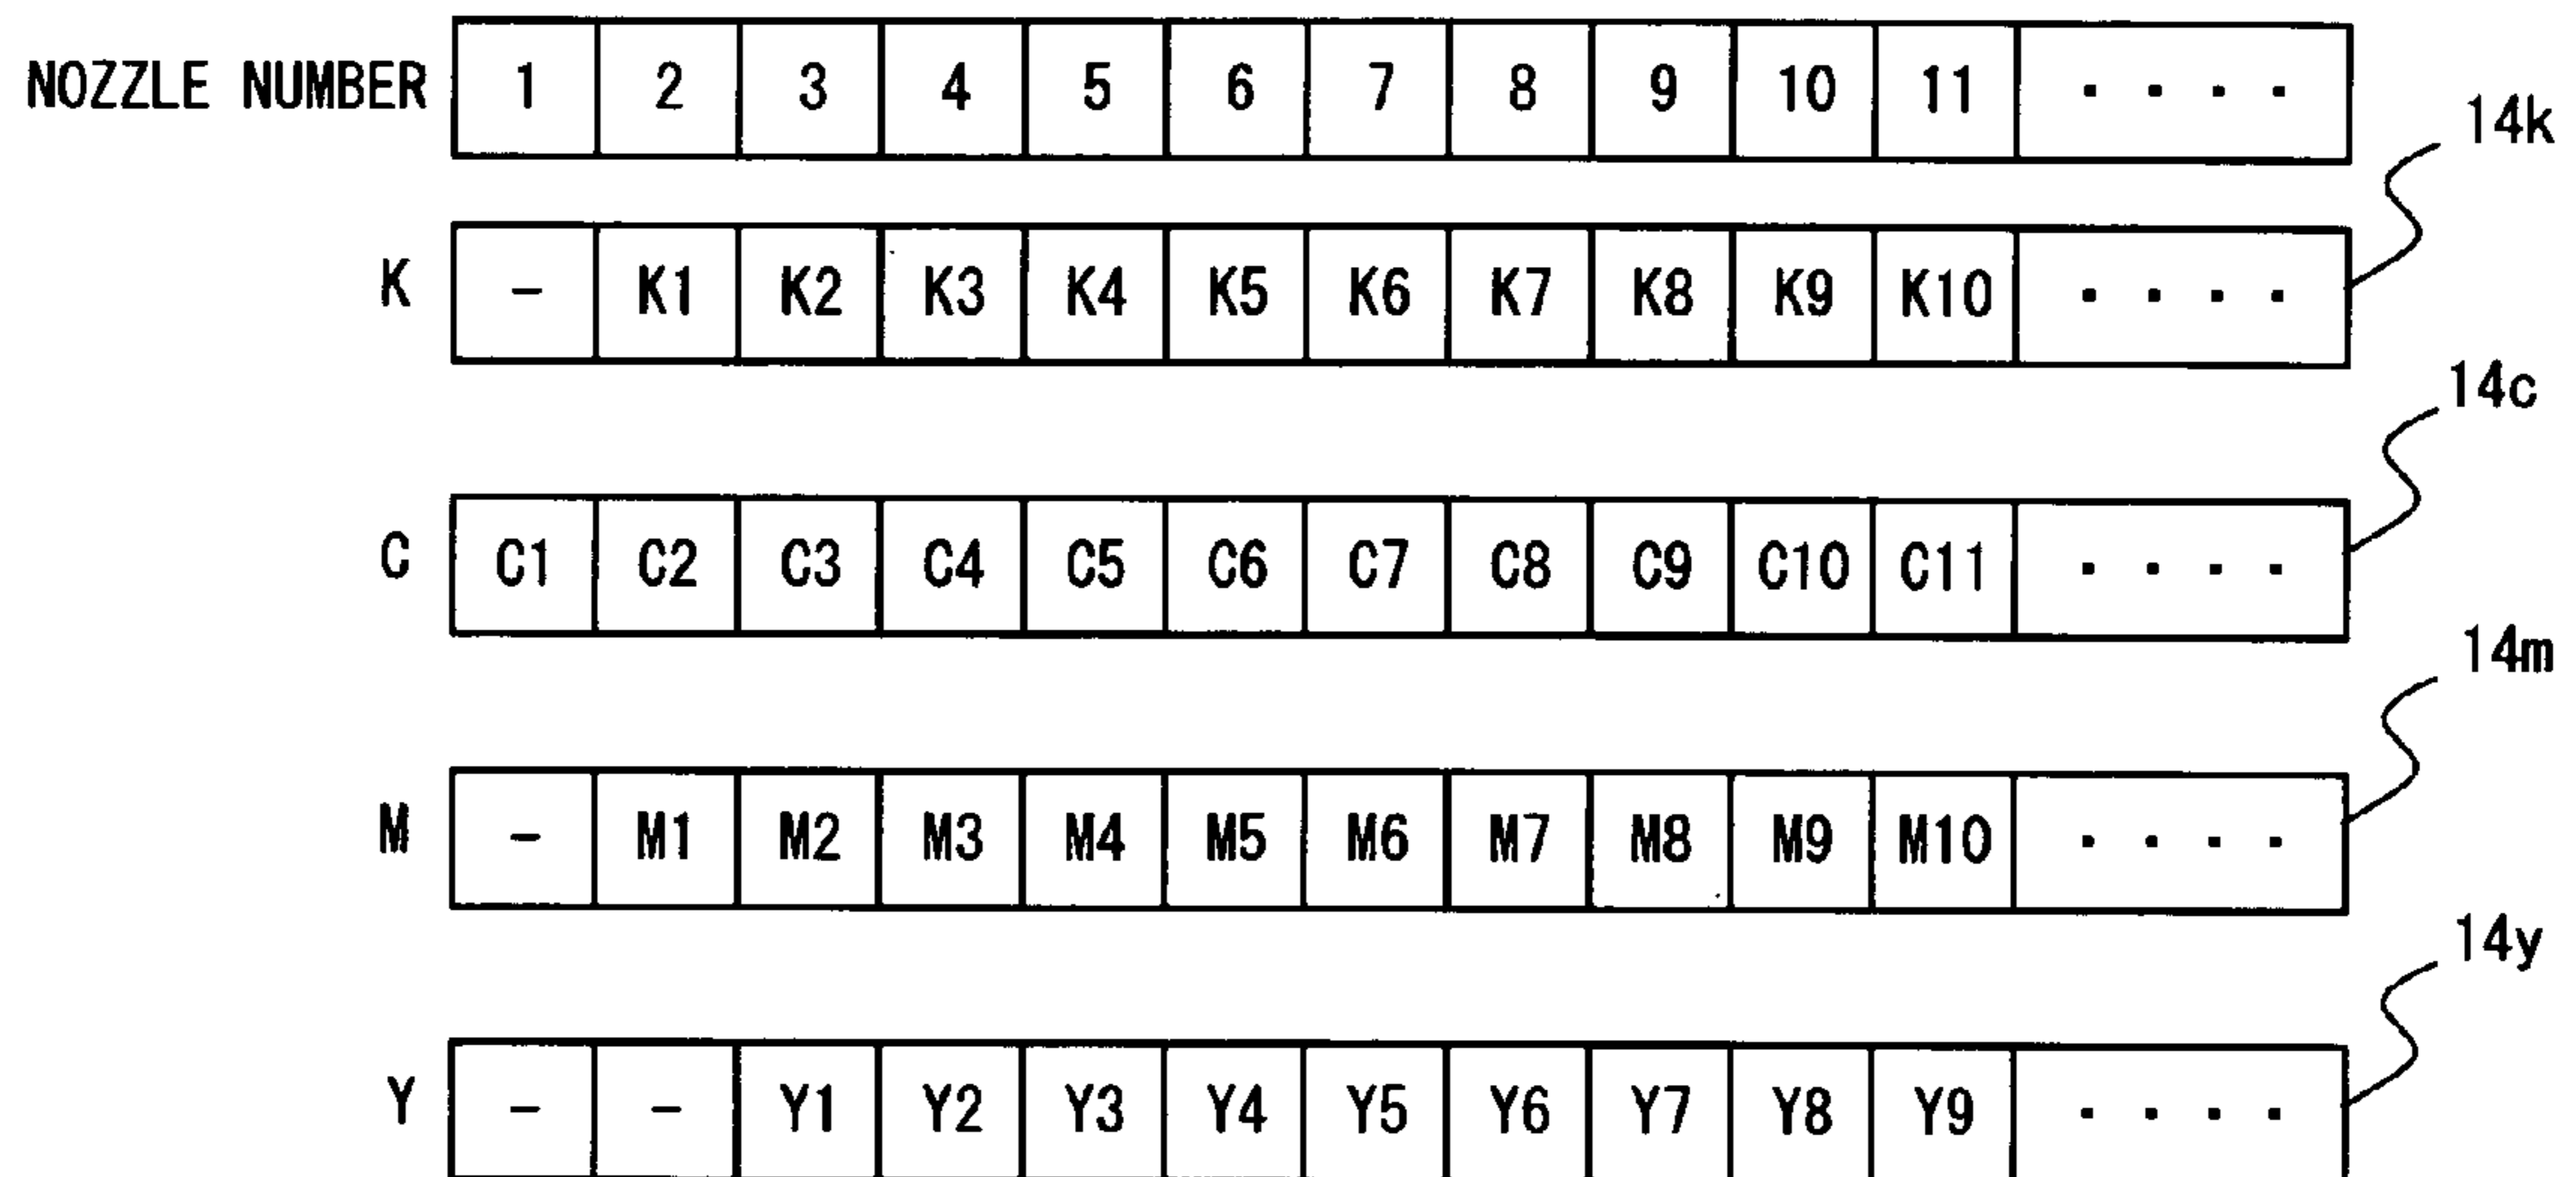 NOZZLE NUMBER 1 2 3 4 5 6 7 8 9 10 11 ････
14k
K - K1 K2 K3 K4 K5 K6 K7 K8 K9 K10 ････
14c
C C1 C2 C3 C4 C5 C6 C7 C8 C9 C10 C11 ････
14m
M - M1 M2 M3 M4 M5 M6 M7 M8 M9 M10 ････
14y
Y - - Y1 Y2 Y3 Y4 Y5 Y6 Y7 Y8 Y9 ････